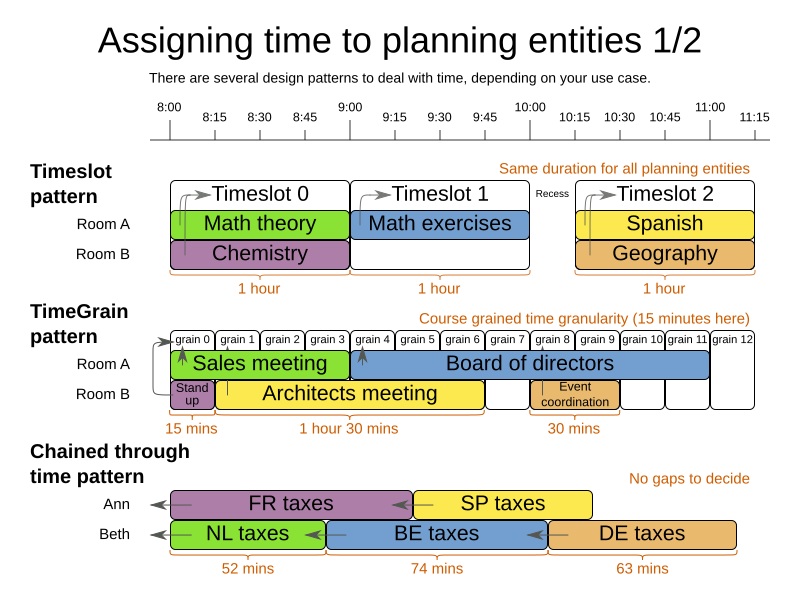 Assigning time to planning entities 1/2
There are several design patterns to deal with time, depending on your use case.
8:00 9:00 10:00 11:00
8:15 8:30 8:45 9:15 9:30 9:45 10:15 10:30 10:45 11:15
Timeslot
pattern
Same duration for all planning entities
Timeslot 0 Timeslot 1 Recess Timeslot 2
Room A Math theory Math exercises Spanish
Room B Chemistry Geography
1 hour 1 hour 1 hour
TimeGrain
pattern
Course grained time granularity (15 minutes here)
grain 0 grain 1 grain 2 grain 3 grain 4 grain 5 grain 6 grain 7 grain 8 grain 9 grain 10 grain 11 grain 12
Room A Sales meeting Board of directors
Room B Stand
up
Architects meeting
Event
coordination
15 mins 1 hour 30 mins 30 mins
Chained through
time pattern
No gaps to decide
Ann FR taxes SP taxes
Beth NL taxes BE taxes DE taxes
52 mins 74 mins 63 mins